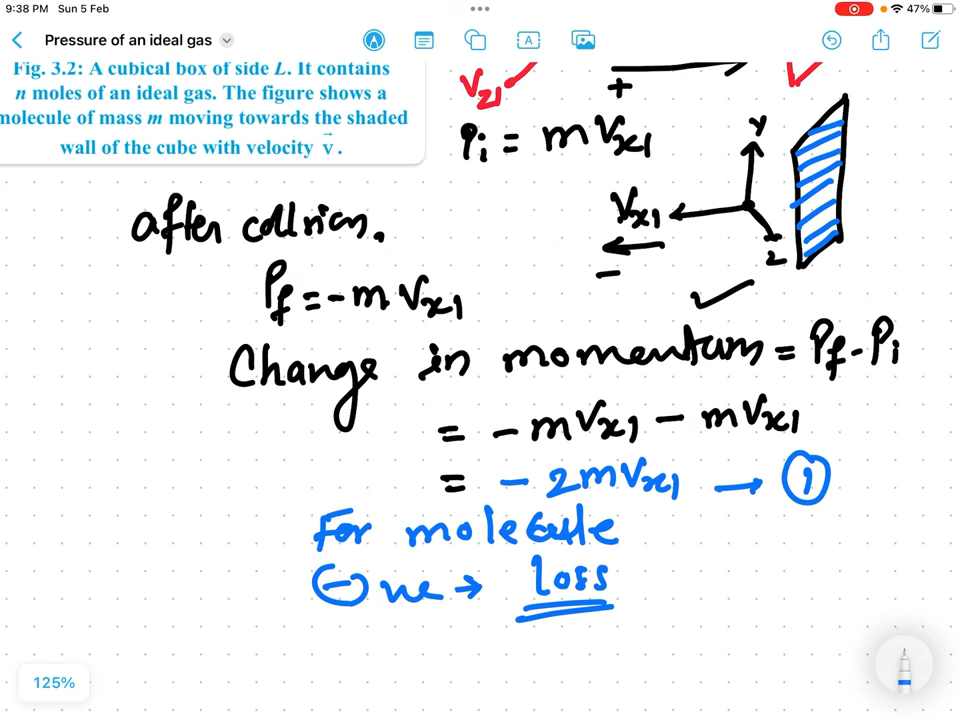 9:38 PM Sun 5 Feb
47%
Pressure of an ideal gas
A
Fig. 3.2: A cubical box of side L. It contains
n moles of an ideal gas. The figure shows a
molecule of mass m moving towards the shaded
wall of the cube with velocity v⃗ .
Vz1
+
Pi = mVx1
y
Vx1
z
−
after collision.
Pf = -mVx1
Change in momentum = Pf - Pi
= - mVx1 - mVx1
= - 2mVx1 → ①
For molecule
⊖ve → loss
125%